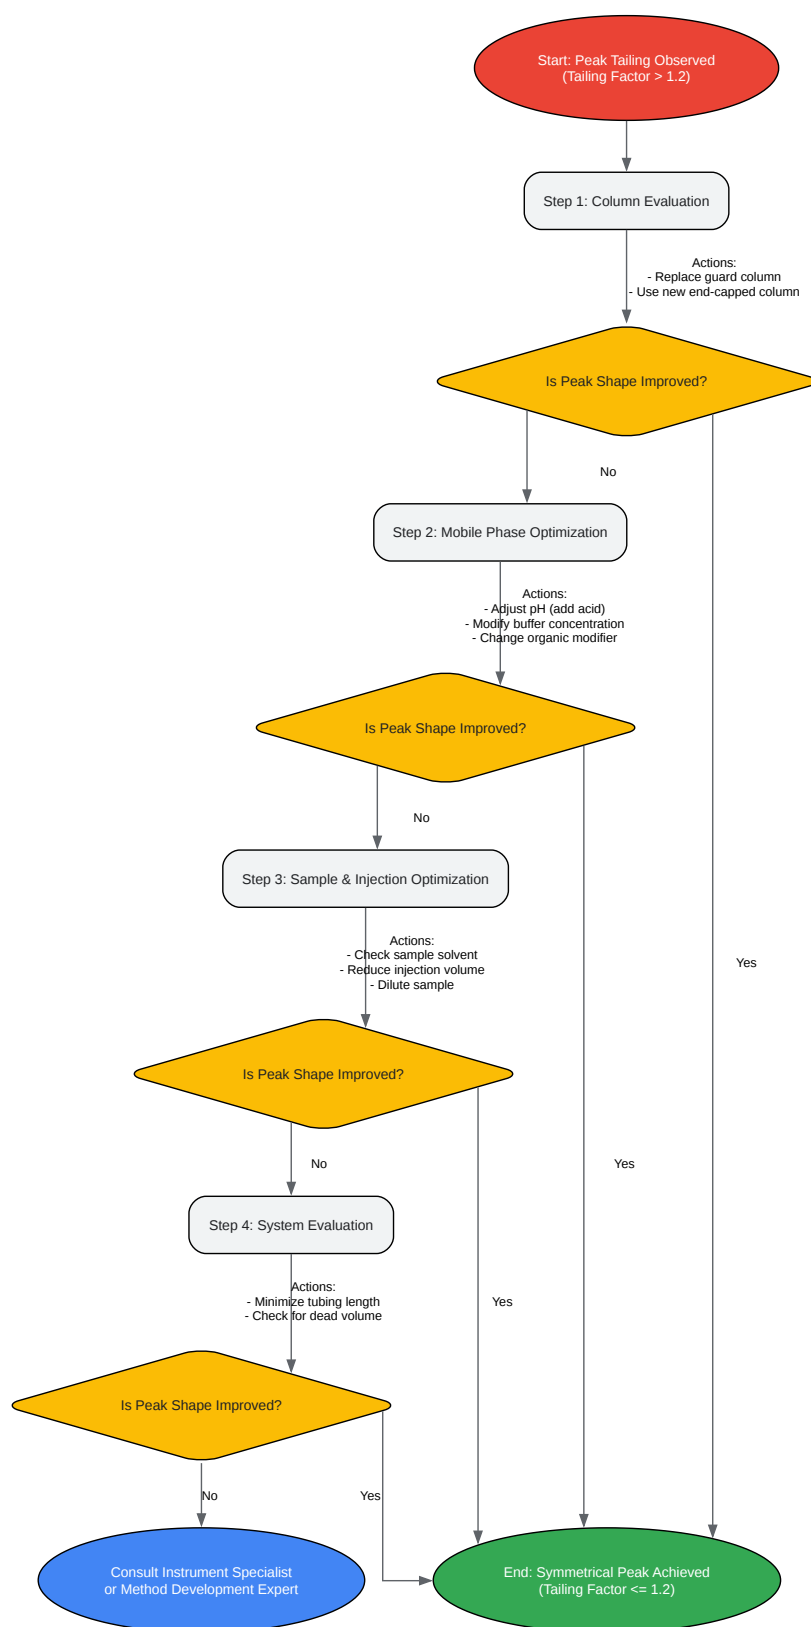 Start: Peak Tailing Observed
(Tailing Factor > 1.2)
Step 1: Column Evaluation
Actions:
- Replace guard column
- Use new end-capped column
Is Peak Shape Improved?
No
Step 2: Mobile Phase Optimization
Actions:
- Adjust pH (add acid)
- Modify buffer concentration
- Change organic modifier
Is Peak Shape Improved?
No
Step 3: Sample & Injection Optimization
Actions:
- Check sample solvent
- Reduce injection volume
- Dilute sample
Yes
Is Peak Shape Improved?
No
Yes
Step 4: System Evaluation
Actions:
- Minimize tubing length
- Check for dead volume
Yes
Is Peak Shape Improved?
No
Yes
Consult Instrument Specialist
or Method Development Expert
End: Symmetrical Peak Achieved
(Tailing Factor <= 1.2)